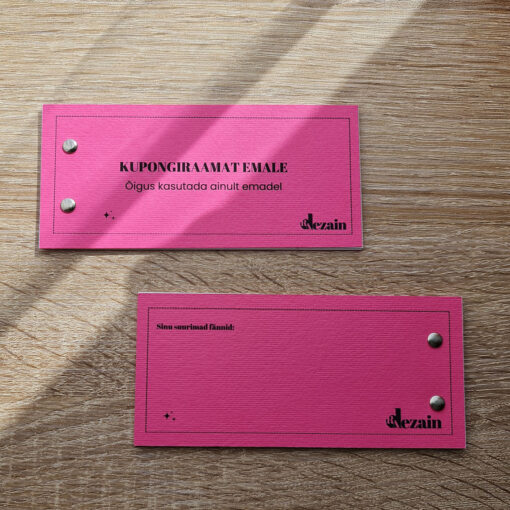 KUPONGIRAAMAT EMALE
Õigus kasutada ainult emadel
dezain
Sinu suurimad fännid:
dezain